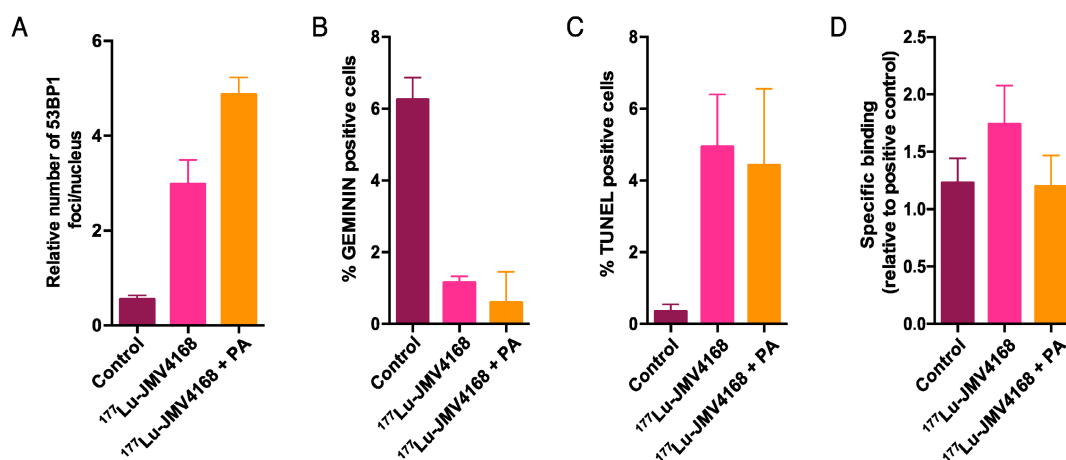 A
Relative number of 53BP1
foci/nucleus
6
4
2
0
Control
¹⁷⁷Lu-JMV4168
¹⁷⁷Lu-JMV4168 + PA
B
% GEMININ positive cells
8
6
4
2
0
Control
¹⁷⁷Lu-JMV4168
¹⁷⁷Lu-JMV4168 + PA
C
% TUNEL positive cells
8
6
4
2
0
Control
¹⁷⁷Lu-JMV4168
¹⁷⁷Lu-JMV4168 + PA
D
Specific binding
(relative to positive control)
2.5
2.0
1.5
1.0
0.5
0.0
Control
¹⁷⁷Lu-JMV4168
¹⁷⁷Lu-JMV4168 + PA